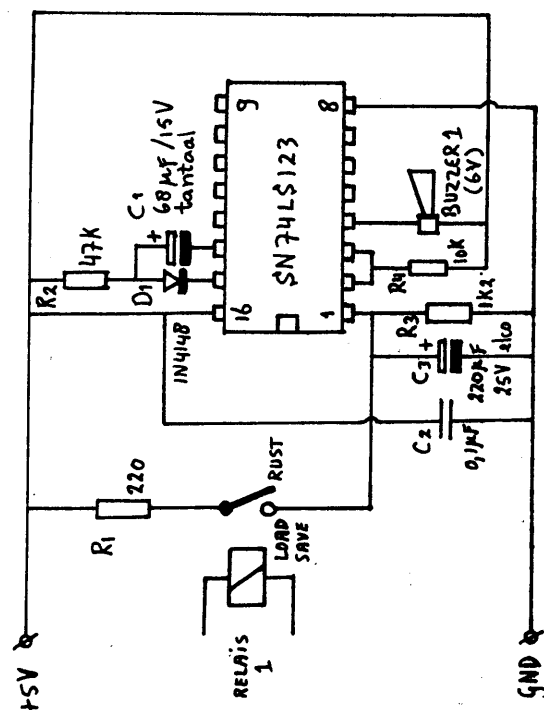 +5V
R1
220
RUST
LOAD
SAVE
RELAIS
1
R2
47K
D1
1N4148
C1
68µF/15V
tantaal
+
16
9
SN74LS123
1
8
BUZZER 1
(6V)
R4
10K
R3
1K2
C3
+
220µF
25V elco
C2
0,1µF
GND